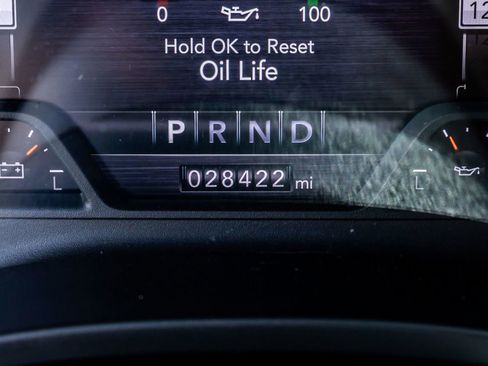 0 100
Hold OK to Reset
Oil Life
P R N D
028422 mi
L L